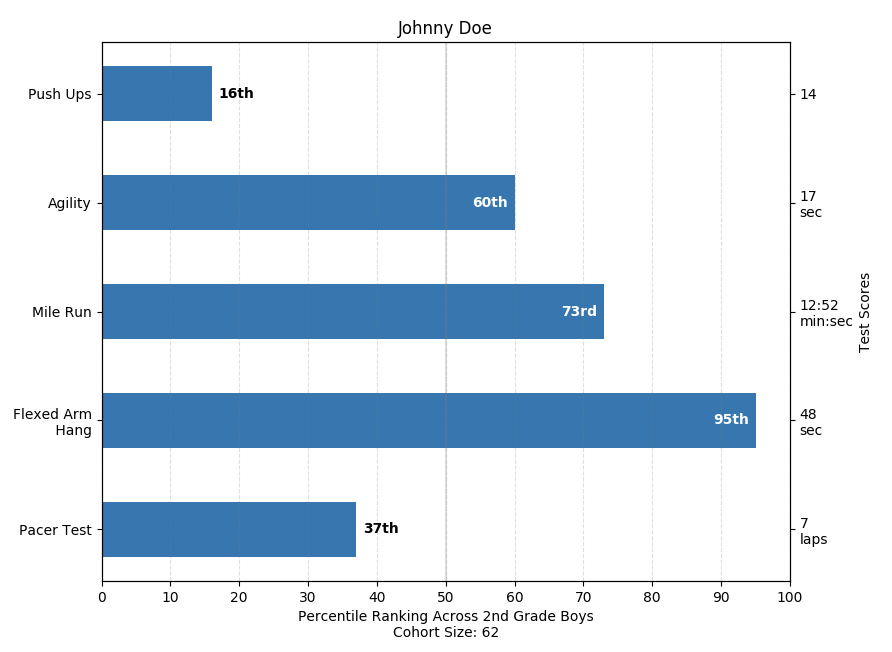 Johnny Doe
Push Ups
16th
14
Agility
60th
17
sec
Mile Run
73rd
12:52
min:sec
Test Scores
Flexed Arm
Hang
95th
48
sec
Pacer Test
37th
7
laps
0 10 20 30 40 50 60 70 80 90 100
Percentile Ranking Across 2nd Grade Boys
Cohort Size: 62